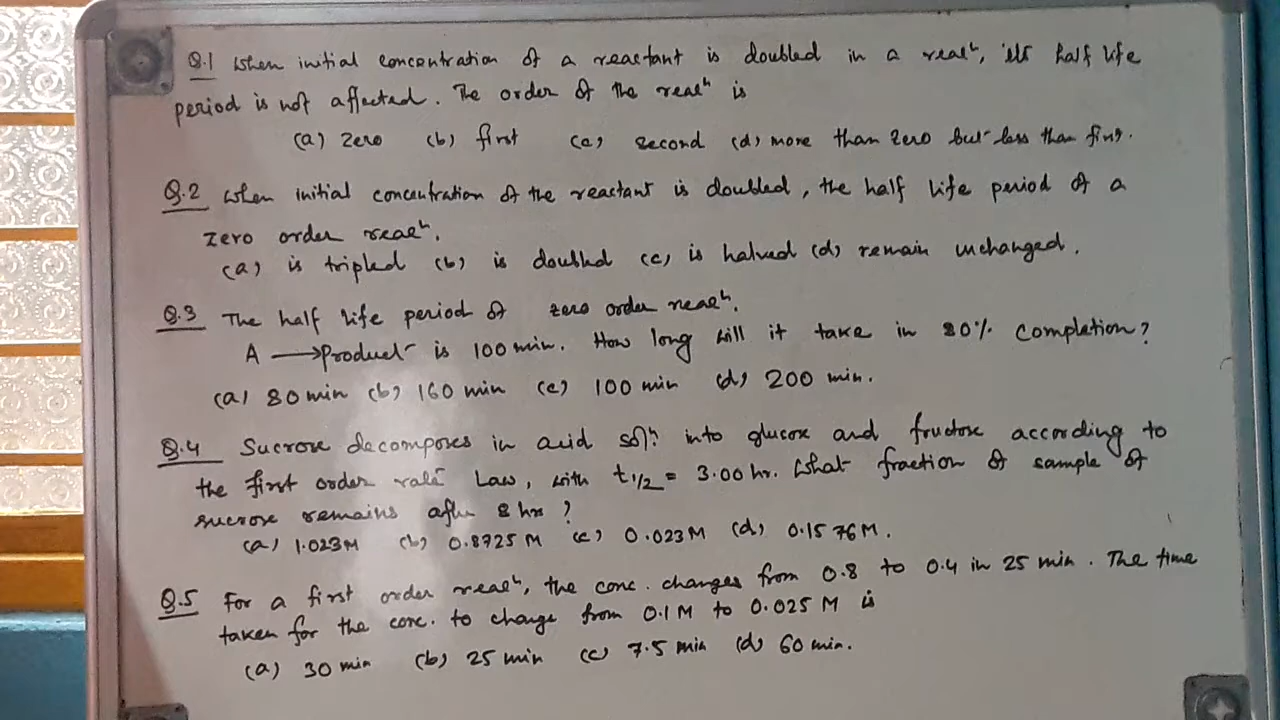 Q.1 When initial concentration of a reactant is doubled in a reacⁿ, its half life
period is not affected. The order of the reacⁿ is
(a) zero (b) first (c) second (d) more than zero but less than first.
Q.2 When initial concentration of the reactant is doubled, the half life period of a
zero order reacⁿ.
(a) is tripled (b) is doubled (c) is halved (d) remain unchanged.
Q.3 The half life period of zero order reacⁿ.
A → Product is 100 min. How long will it take in 80% completion?
(a) 80 min (b) 160 min (c) 100 min (d) 200 min.
Q.4 Sucrose decomposes in acid solⁿ into glucose and fructose according to
the first order rate Law, with t1/2 = 3.00 hr. What fraction of sample of
sucrose remains after 8 hrs ?
(a) 1.023 M (b) 0.8725 M (c) 0.023 M (d) 0.1576 M.
Q.5 For a first order reacⁿ, the conc. changes from 0.8 to 0.4 in 25 min. The time
taken for the conc. to change from 0.1 M to 0.025 M is
(a) 30 min (b) 25 min (c) 7.5 min (d) 60 min.